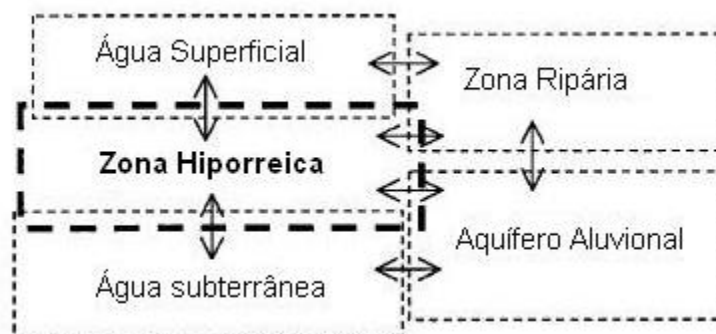 Água Superficial
Zona Ripária
Zona Hiporreica
Aquífero Aluvional
Água subterrânea